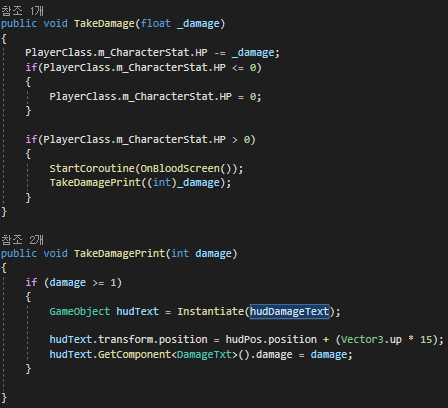 참조 1개
public void TakeDamage(float _damage)
{
PlayerClass.m_CharacterStat.HP -= _damage;
if(PlayerClass.m_CharacterStat.HP <= 0)
{
PlayerClass.m_CharacterStat.HP = 0;
}
if(PlayerClass.m_CharacterStat.HP > 0)
{
StartCoroutine(OnBloodScreen());
TakeDamagePrint((int)_damage);
}
}
참조 2개
public void TakeDamagePrint(int damage)
{
if (damage >= 1)
{
GameObject hudText = Instantiate(hudDamageText);
hudText.transform.position = hudPos.position + (Vector3.up * 15);
hudText.GetComponent<DamageTxt>().damage = damage;
}
}